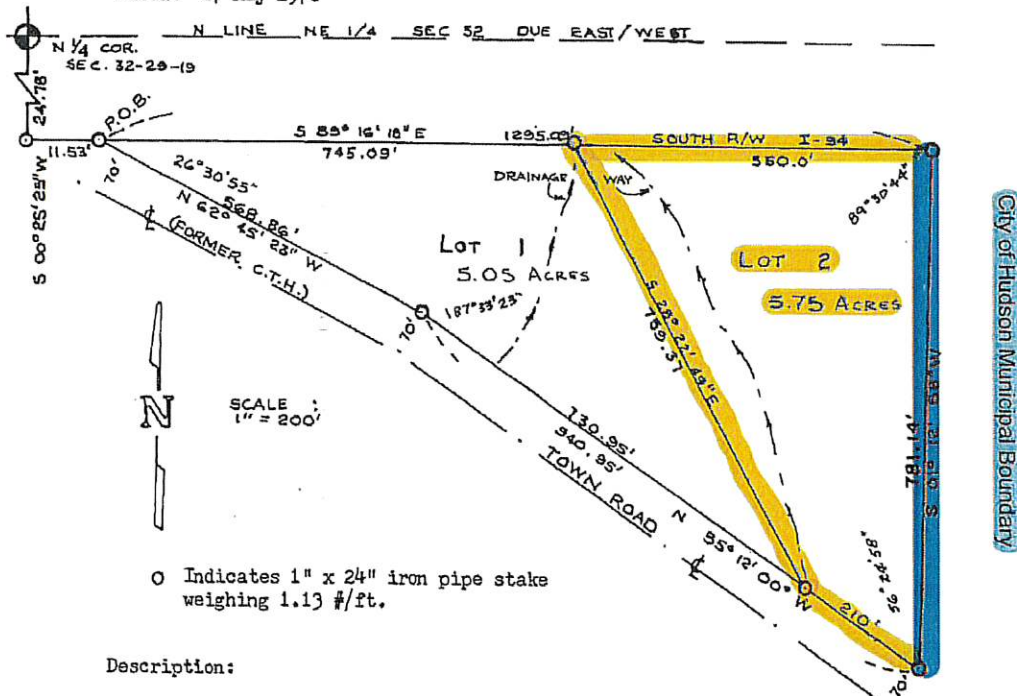 N LINE NE 1/4 SEC 32 DUE EAST/WEST
N 1/4 COR.
SEC. 32-29-19
24.78'
P.O.B.
S 89° 16' 18" E
1295.09'
SOUTH R/W I-94
11.53'
745.09'
550.0'
S 00° 25' 25" W
70'
26° 30' 55"
568.86'
N 62° 45' 23" W
℄ (FORMER C.T.H.)
DRAINAGE WAY
89° 30' 44"
LOT 1
5.05 ACRES
LOT 2
5.75 ACRES
187° 33' 23"
70'
S 28° 22' 49" E
759.37
City of Hudson Municipal Boundary
781.14'
N
SCALE :
1" = 200'
730.95'
540.95'
TOWN ROAD
℄
N 55° 12' 00" W
56° 24' 58"
210'
70'
o Indicates 1" x 24" iron pipe stake
weighing 1.13 #/ft.
Description: